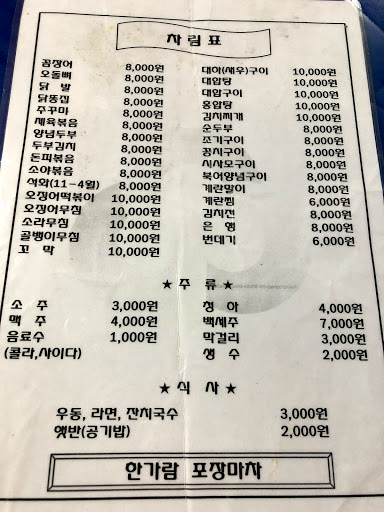 차림표
꼼장어 8,000원
오돌뼈 8,000원
닭 발 8,000원
닭똥집 8,000원
주꾸미 8,000원
제육볶음 8,000원
양념두부 8,000원
두부김치 8,000원
돈피볶음 8,000원
소야볶음 8,000원
석화(11-4월) 8,000원
오징어떡볶이 10,000원
오징어무침 10,000원
소라무침 10,000원
골뱅이무침 10,000원
꼬 막 10,000원
대하(새우)구이 10,000원
대합탕 10,000원
대합구이 10,000원
홍합탕 10,000원
김치찌개 10,000원
순두부 8,000원
조기구이 8,000원
꽁치구이 8,000원
시사모구이 8,000원
북어양념구이 8,000원
계란말이 8,000원
계란찜 6,000원
김치전 8,000원
은 행 8,000원
번데기 6,000원
★ 주 류 ★
소 주 3,000원
맥 주 4,000원
음료수 1,000원
(콜라,사이다)
청 하 4,000원
백세주 7,000원
막걸리 3,000원
생 수 2,000원
★ 식 사 ★
우동, 라면, 잔치국수 3,000원
햇반(공기밥) 2,000원
한가람 포장마차